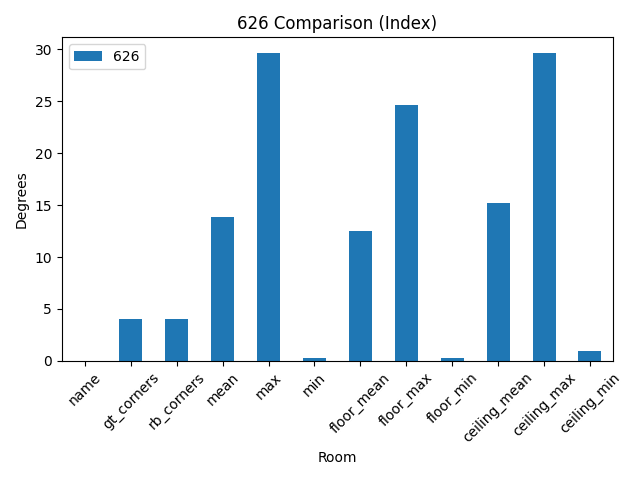 626 Comparison (Index)
626
Degrees
30
25
20
15
10
5
0
name
gt_corners
rb_corners
mean
max
min
floor_mean
floor_max
floor_min
ceiling_mean
ceiling_max
ceiling_min
Room